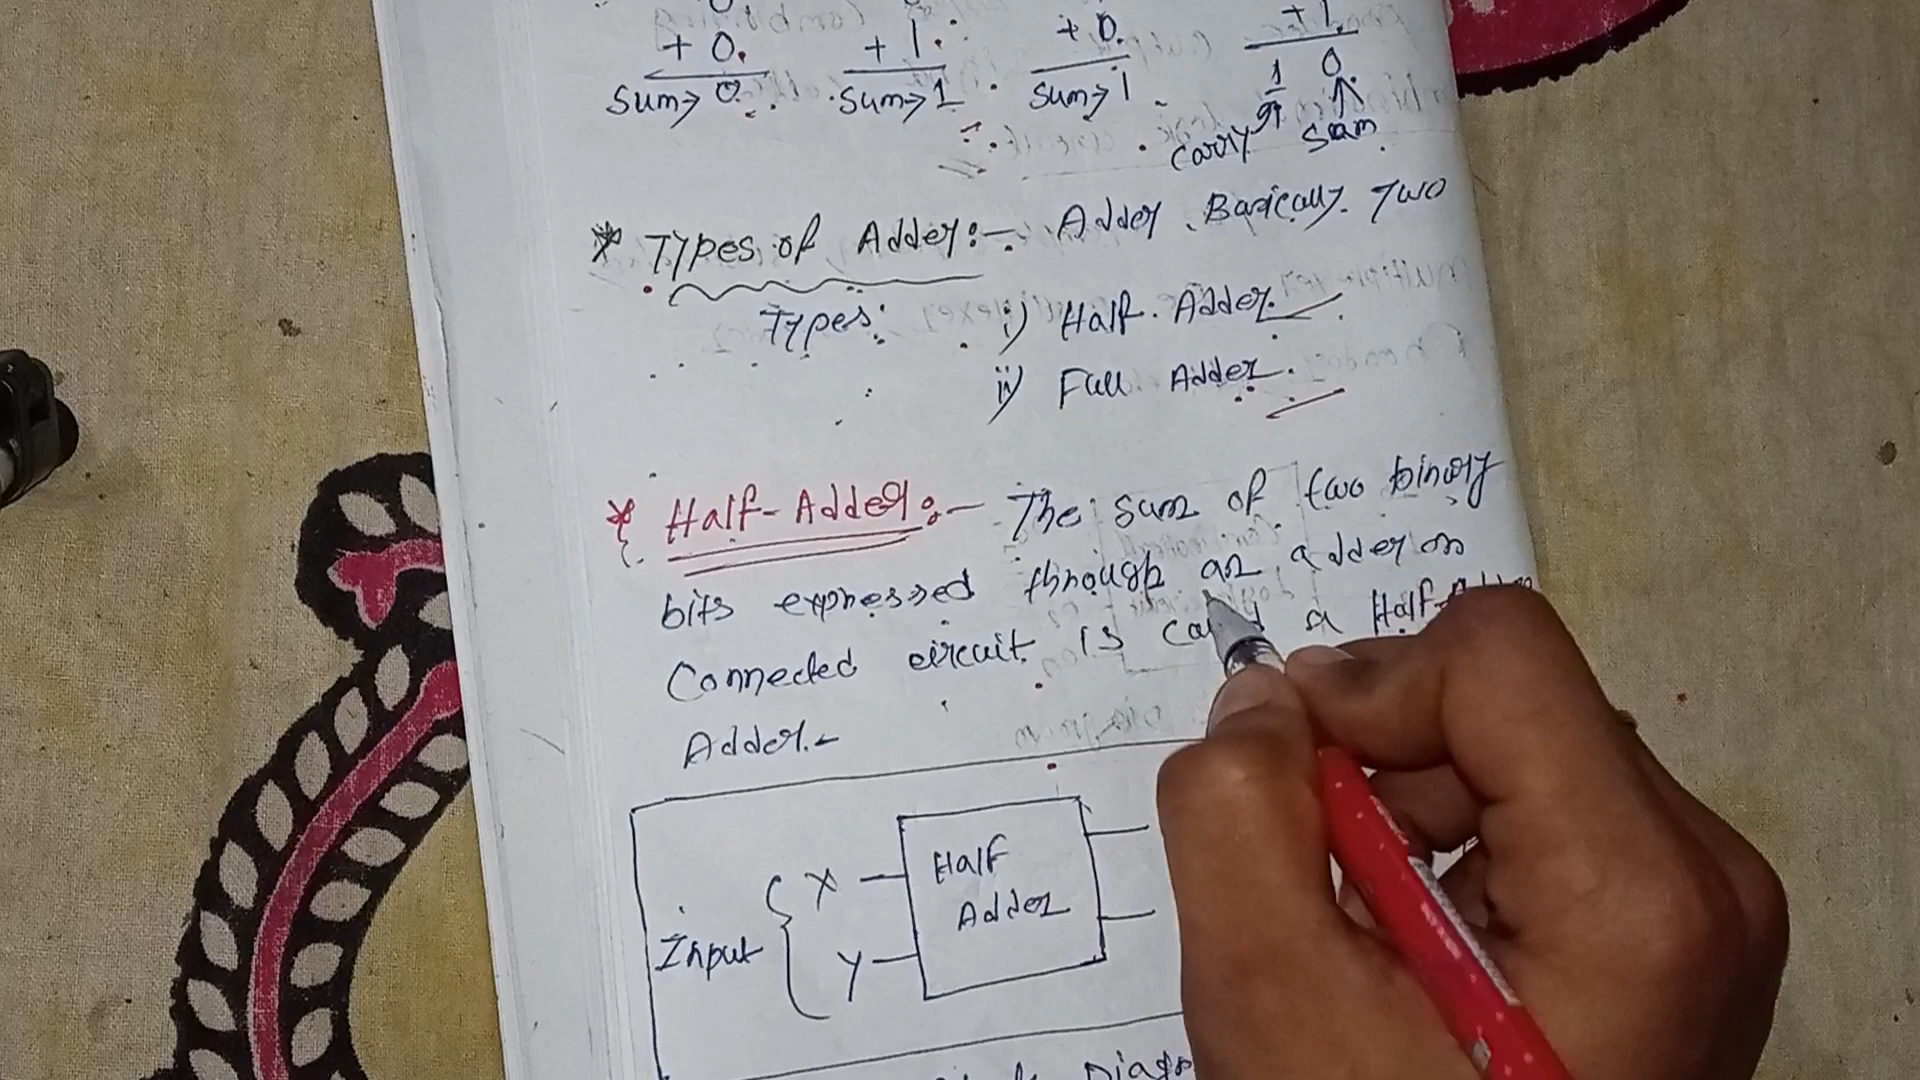 + 0. + 1. + 0. + 1.
Sum→ 0 Sum→ 1 Sum→ 1 1 0
Carry Sum
* Types of Adder:- Adder Basically Two
Types: i) Half Adder.
ii) Full Adder.
* Half-Adder:- The sum of two binary
bits expressed through an adder or
Connected circuit is a Half-
Adder.
Input { X Half
Y Adder